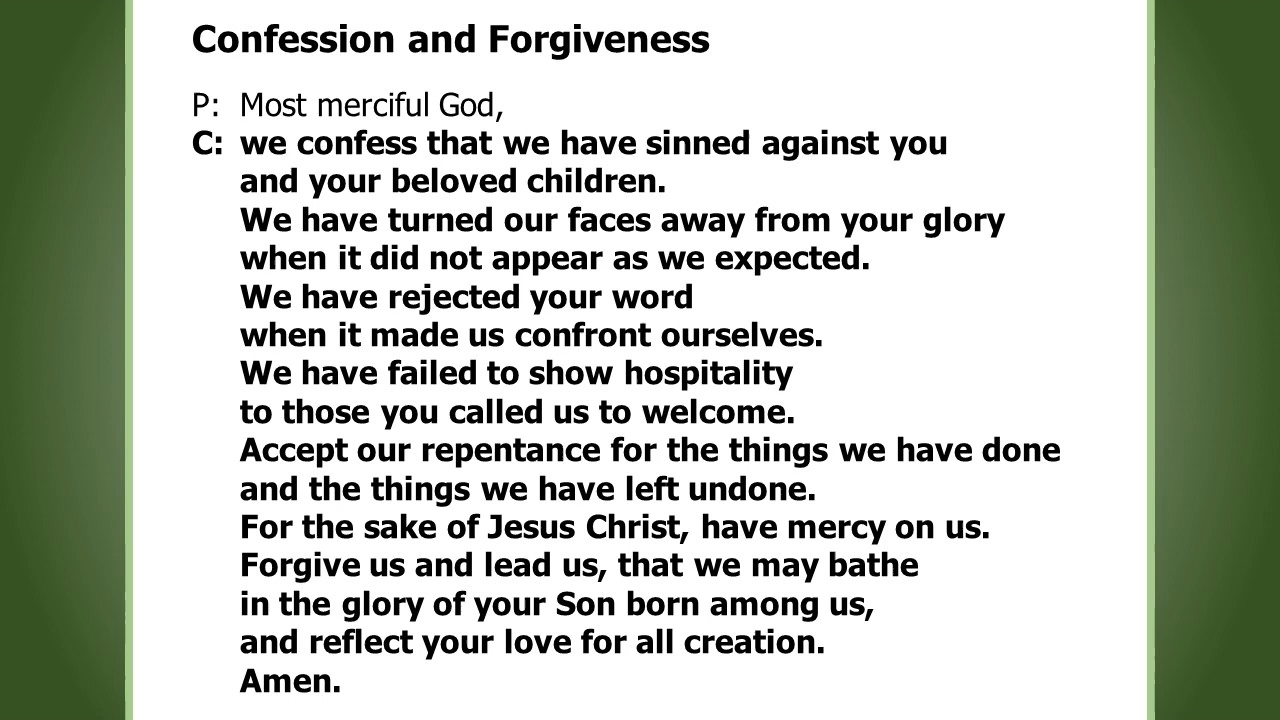 Confession and Forgiveness
P: Most merciful God,
C: we confess that we have sinned against you
and your beloved children.
We have turned our faces away from your glory
when it did not appear as we expected.
We have rejected your word
when it made us confront ourselves.
We have failed to show hospitality
to those you called us to welcome.
Accept our repentance for the things we have done
and the things we have left undone.
For the sake of Jesus Christ, have mercy on us.
Forgive us and lead us, that we may bathe
in the glory of your Son born among us,
and reflect your love for all creation.
Amen.